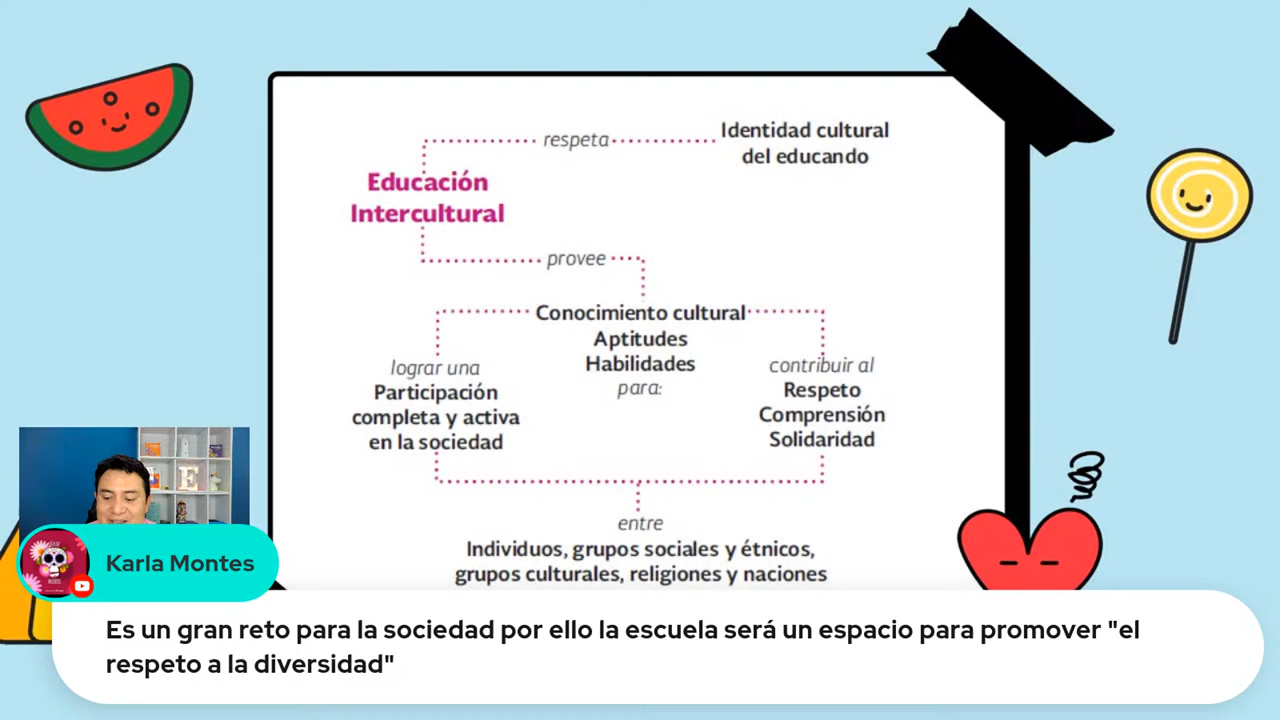 respeta
Identidad cultural
del educando
Educación
Intercultural
provee
Conocimiento cultural
Aptitudes
Habilidades
para:
lograr una
Participación
completa y activa
en la sociedad
contribuir al
Respeto
Comprensión
Solidaridad
entre
Individuos, grupos sociales y étnicos,
grupos culturales, religiones y naciones
E
Karla Montes
Es un gran reto para la sociedad por ello la escuela será un espacio para promover "el
respeto a la diversidad"